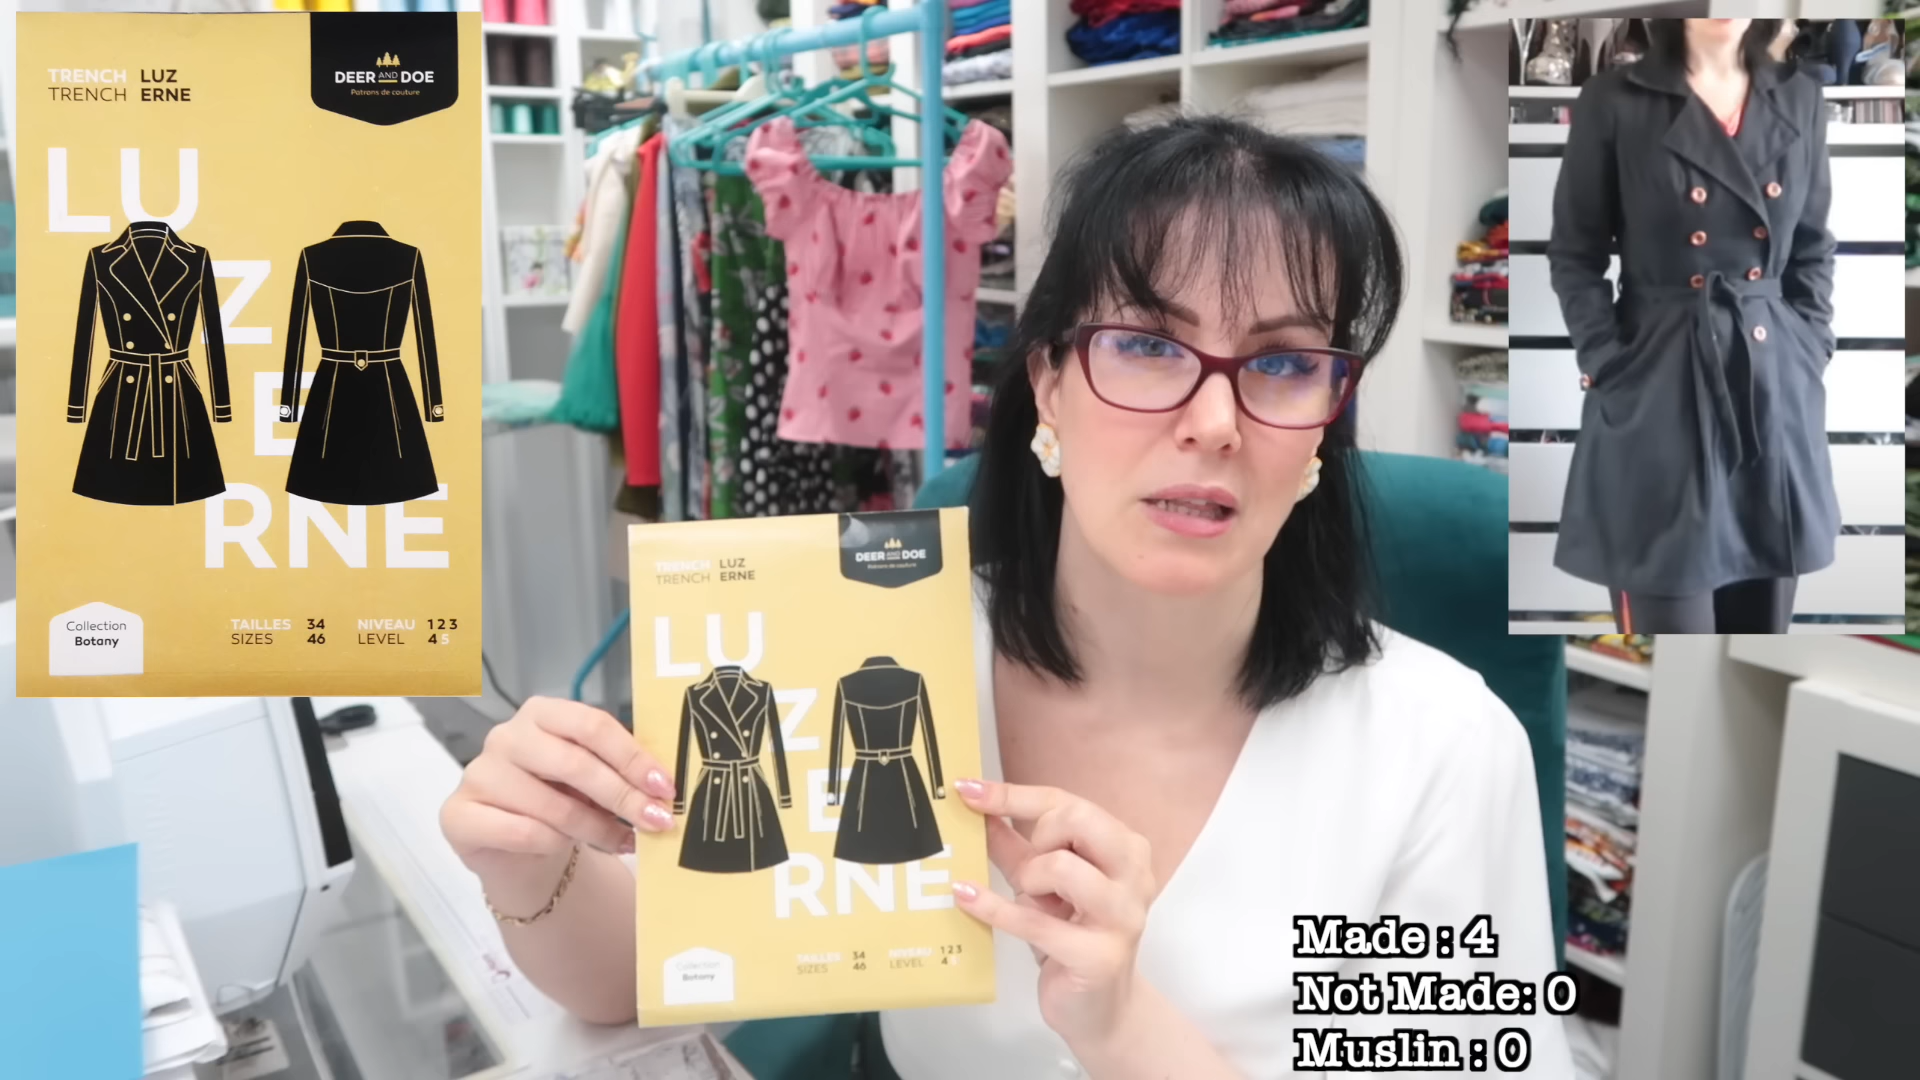 TRENCH LUZ
TRENCH ERNE
DEER AND DOE
Patrons de couture
LU
Z
E
RNE
Collection
Botany
TAILLES 34
SIZES 46
NIVEAU 1 2 3
LEVEL 4 5
TRENCH LUZ
TRENCH ERNE
DEER AND DOE
Patrons de couture
LU
Z
E
RNE
Collection
Botany
TAILLES 34
SIZES 46
NIVEAU 1 2 3
LEVEL 4
Made : 4
Not Made: 0
Muslin : 0